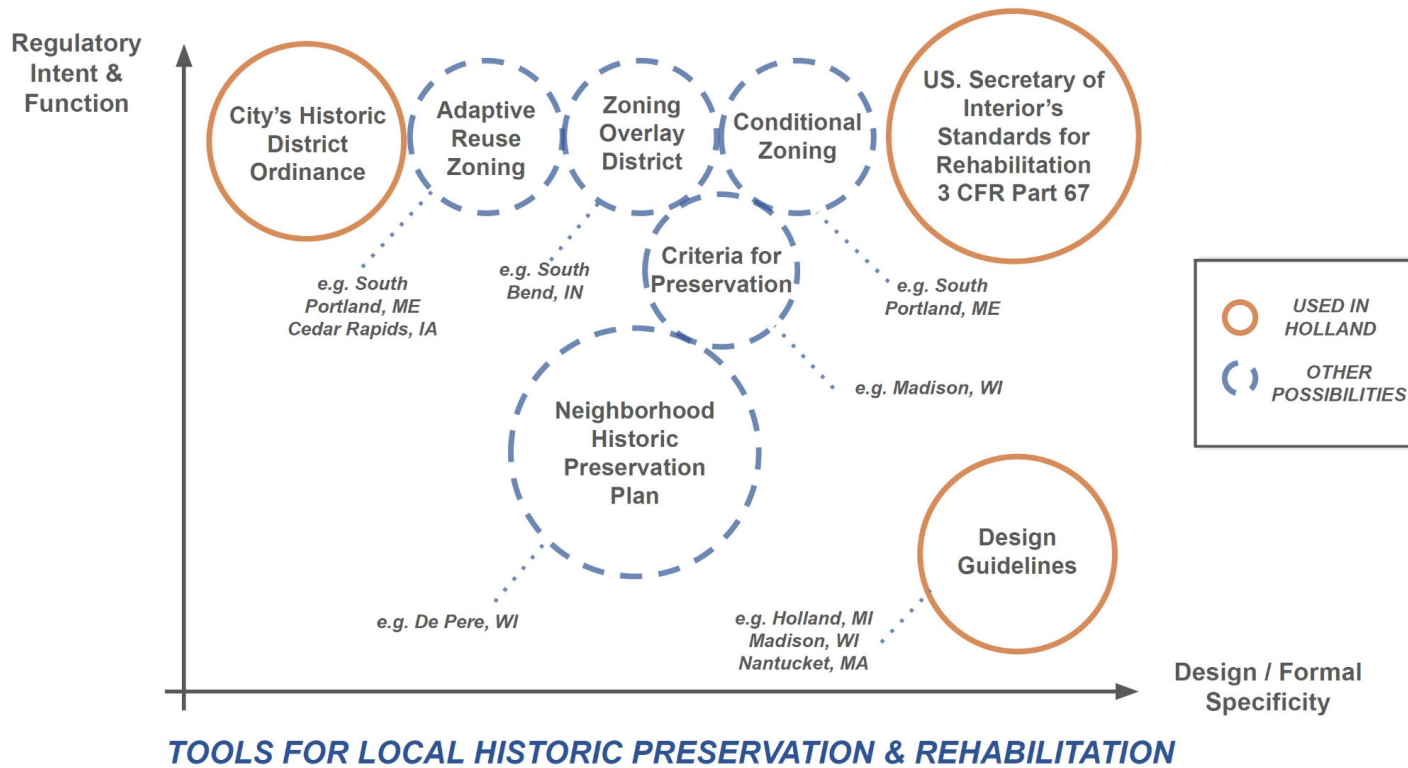 Regulatory
Intent &
Function
City's Historic
District
Ordinance
Adaptive
Reuse
Zoning
Zoning
Overlay
District
Conditional
Zoning
US. Secretary of
Interior's
Standards for
Rehabilitation
3 CFR Part 67
Criteria for
Preservation
e.g. South
Portland, ME
Cedar Rapids, IA
e.g. South
Bend, IN
e.g. South
Portland, ME
e.g. Madison, WI
USED IN
HOLLAND
OTHER
POSSIBILITIES
Neighborhood
Historic
Preservation
Plan
Design
Guidelines
e.g. De Pere, WI
e.g. Holland, MI
Madison, WI
Nantucket, MA
Design / Formal
Specificity
TOOLS FOR LOCAL HISTORIC PRESERVATION & REHABILITATION